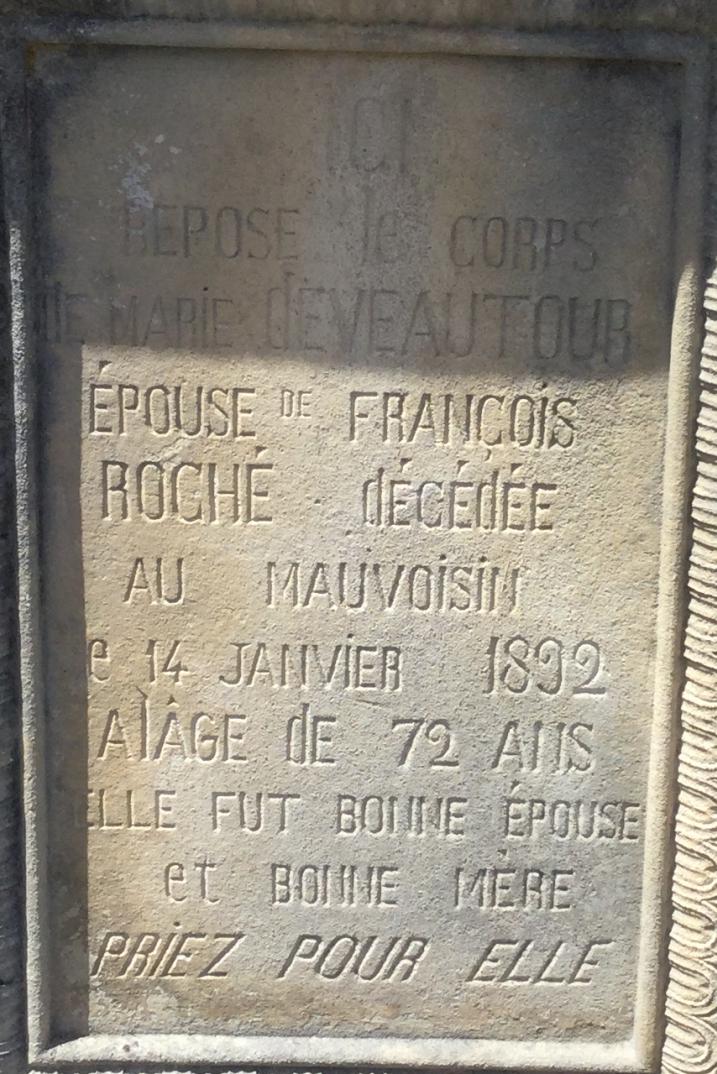 ICI
REPOSE le CORPS
dE MARIE dEVEAUTOUR
ÉPOUSE DE FRANÇOiS
ROCHÉ dÉCÉdÉE
AU MAUVOiSiN
le 14 JANViER 1892
A lÂGE dE 72 ANS
ELLE FUT BONNE ÉPOUSE
et BONNE MÈRE
PRiEZ POUR ELLE